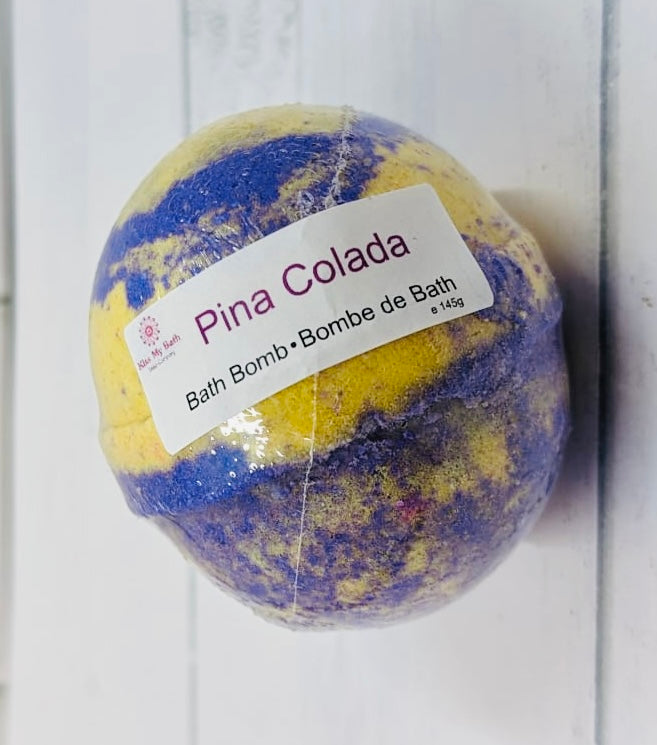 Pina Colada
Kiss My Bath
Bath Bomb•Bombe de Bath
e 145g